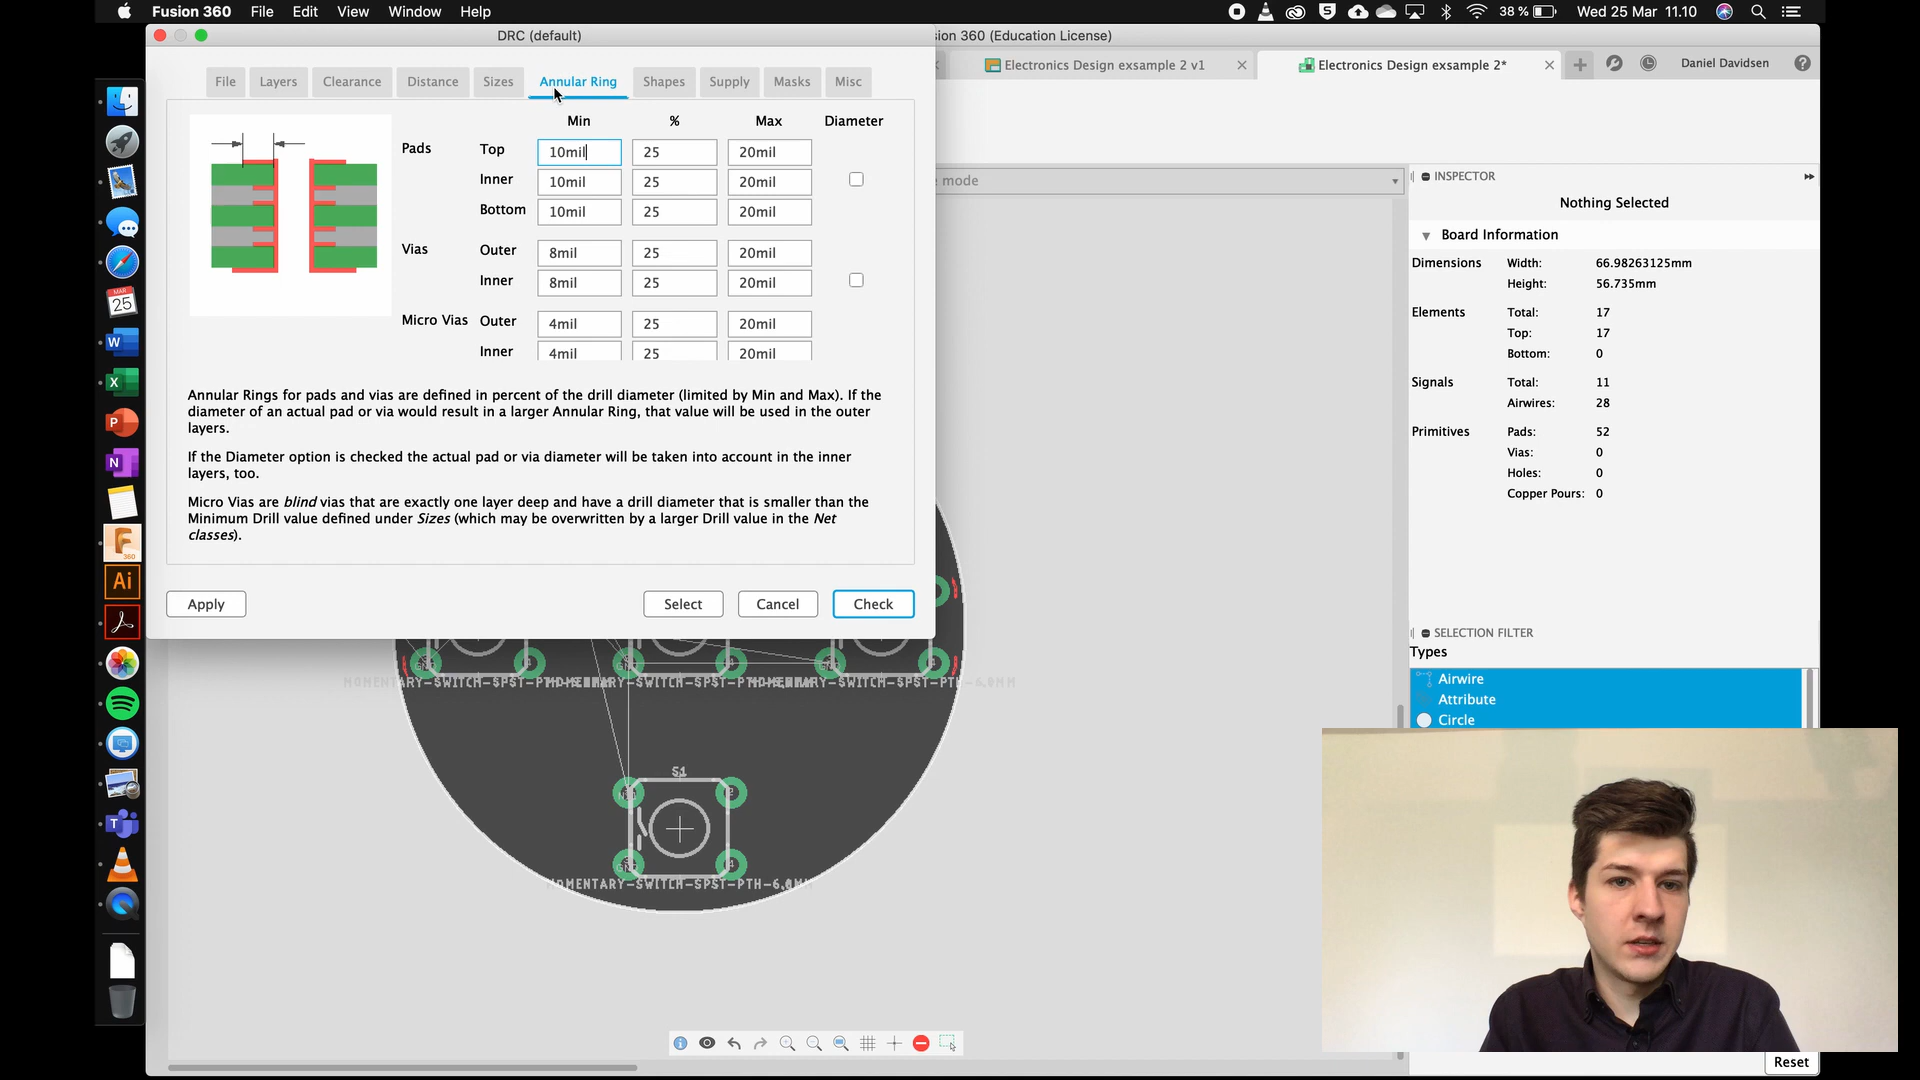 Fusion 360 File Edit View Window Help
38 % Wed 25 Mar 11.10
DRC (default)
sion 360 (Education License)
Electronics Design exsample 2 v1
Electronics Design exsample 2*
Daniel Davidsen
File Layers Clearance Distance Sizes Annular Ring Shapes Supply Masks Misc
Min % Max Diameter
Pads Top 10mil 25 20mil
Inner 10mil 25 20mil
Bottom 10mil 25 20mil
Vias Outer 8mil 25 20mil
Inner 8mil 25 20mil
Micro Vias Outer 4mil 25 20mil
Inner 4mil 25 20mil
Annular Rings for pads and vias are defined in percent of the drill diameter (limited by Min and Max). If the
diameter of an actual pad or via would result in a larger Annular Ring, that value will be used in the outer
layers.
If the Diameter option is checked the actual pad or via diameter will be taken into account in the inner
layers, too.
Micro Vias are blind vias that are exactly one layer deep and have a drill diameter that is smaller than the
Minimum Drill value defined under Sizes (which may be overwritten by a larger Drill value in the Net
classes).
Apply Select Cancel Check
e mode
INSPECTOR
Nothing Selected
Board Information
Dimensions Width: 66.98263125mm
Height: 56.735mm
Elements Total: 17
Top: 17
Bottom: 0
Signals Total: 11
Airwires: 28
Primitives Pads: 52
Vias: 0
Holes: 0
Copper Pours: 0
SELECTION FILTER
Types
Airwire
Attribute
Circle
Reset
MAR
25
360
Ai
S1
MOMENTARY-SWITCH-SPST-PTH-6.0MM